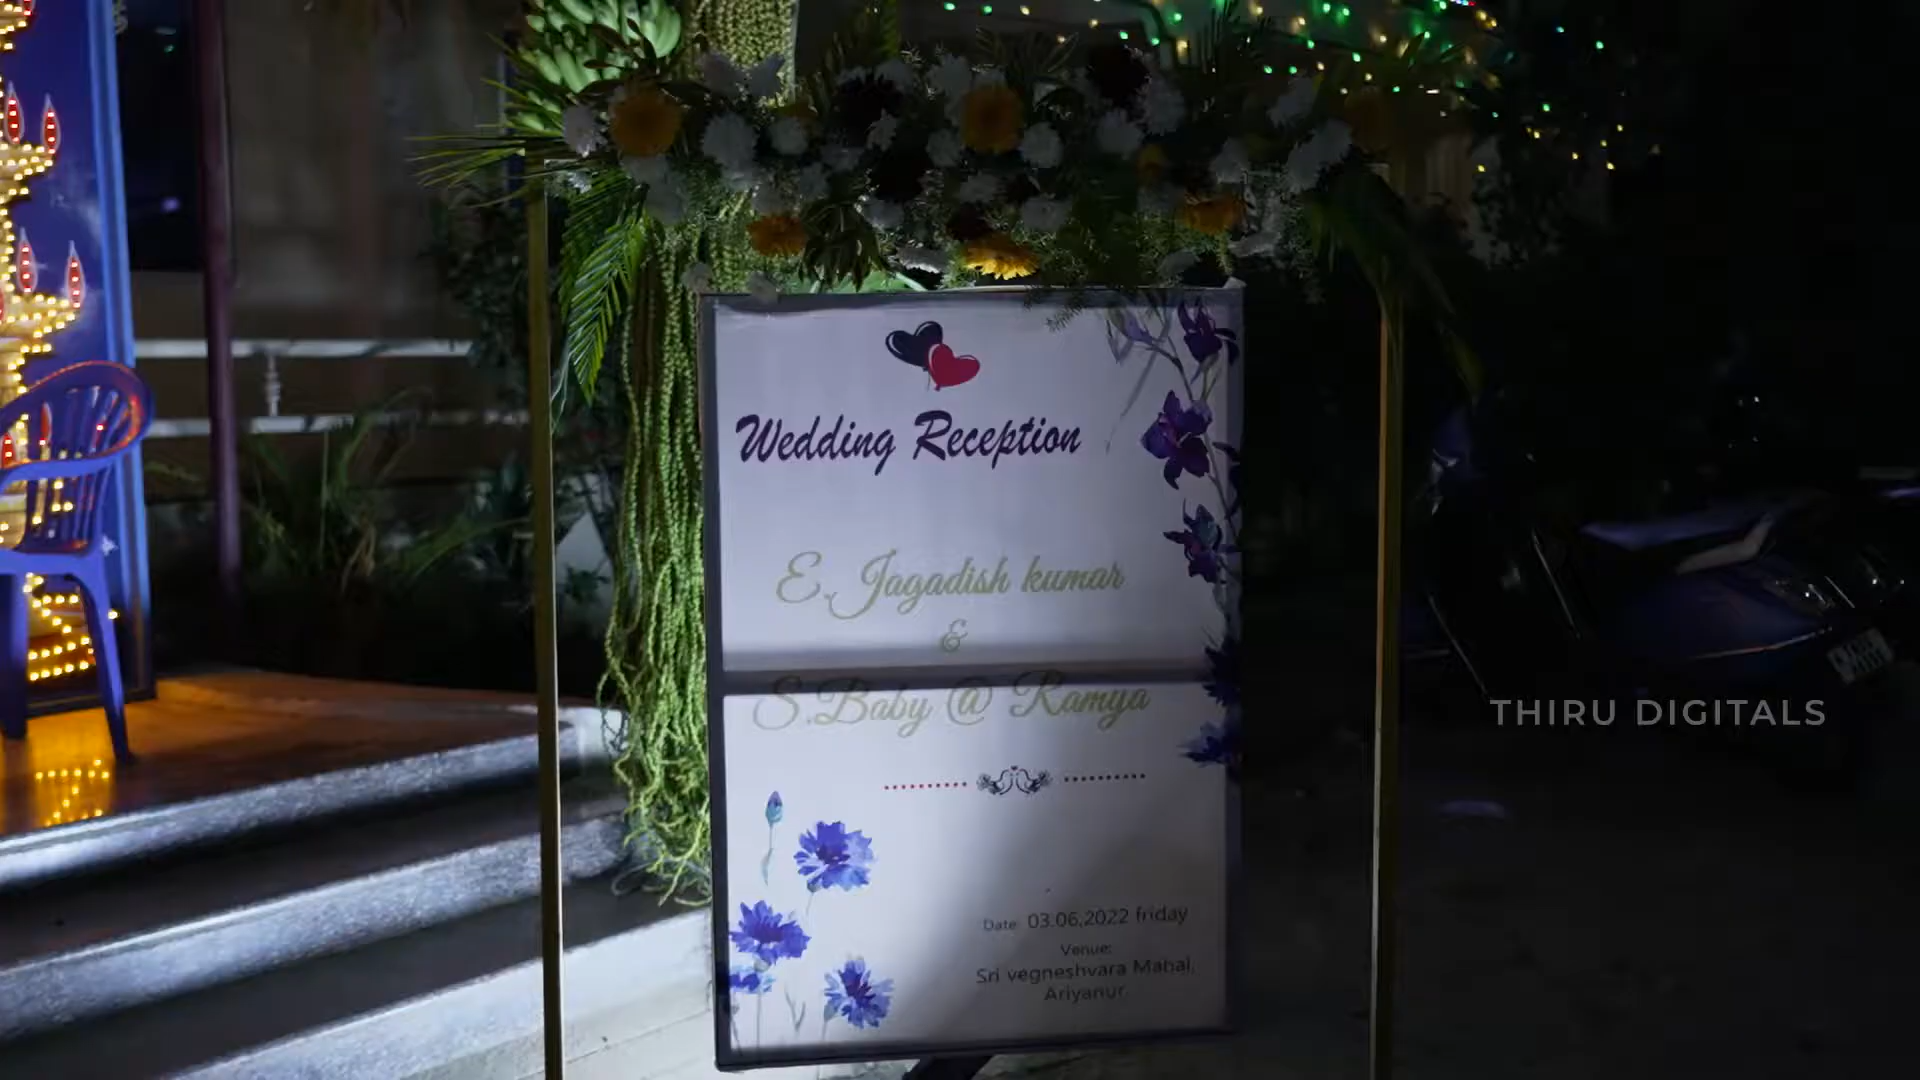 Wedding Reception
E. Jagadish kumar
&
S.Baby @ Ramya
Date: 03.06.2022 friday
Venue:
Sri vegneshvara Mahal,
Ariyanur.
THIRU DIGITALS